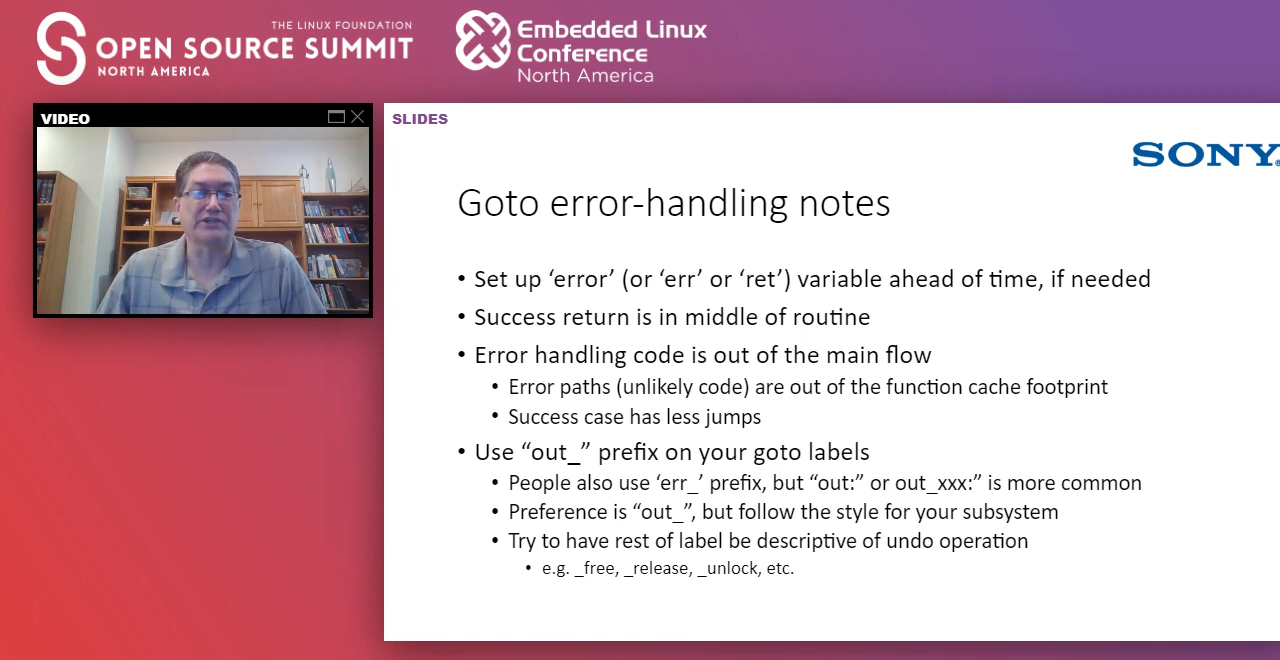 THE LINUX FOUNDATION
OPEN SOURCE SUMMIT
NORTH AMERICA
Embedded Linux
Conference
North America
VIDEO
SLIDES
SONY
Goto error-handling notes
• Set up ‘error’ (or ‘err’ or ‘ret’) variable ahead of time, if needed
• Success return is in middle of routine
• Error handling code is out of the main flow
• Error paths (unlikely code) are out of the function cache footprint
• Success case has less jumps
• Use “out_” prefix on your goto labels
• People also use ‘err_’ prefix, but “out:” or out_xxx:” is more common
• Preference is “out_”, but follow the style for your subsystem
• Try to have rest of label be descriptive of undo operation
• e.g. _free, _release, _unlock, etc.